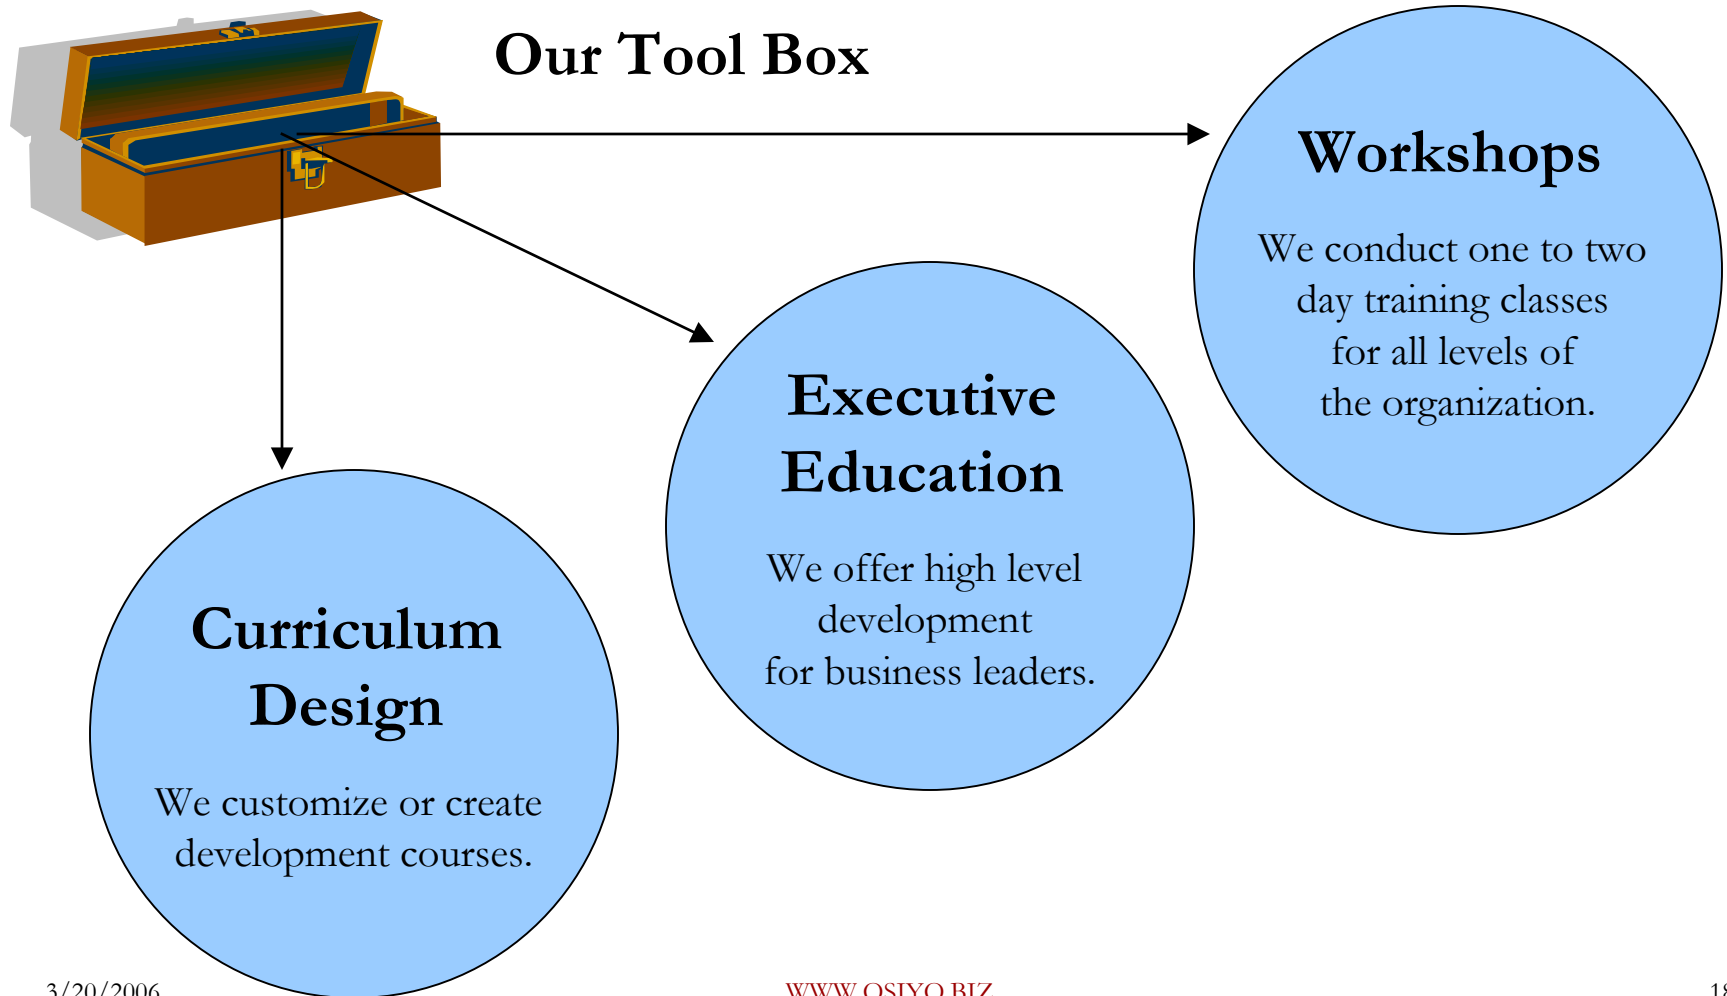 Our Tool Box
Workshops
We conduct one to two
day training classes
for all levels of
the organization.
Executive
Education
We offer high level
development
for business leaders.
Curriculum
Design
We customize or create
development courses.
3/20/2006
WWW.OSIYO.BIZ
18